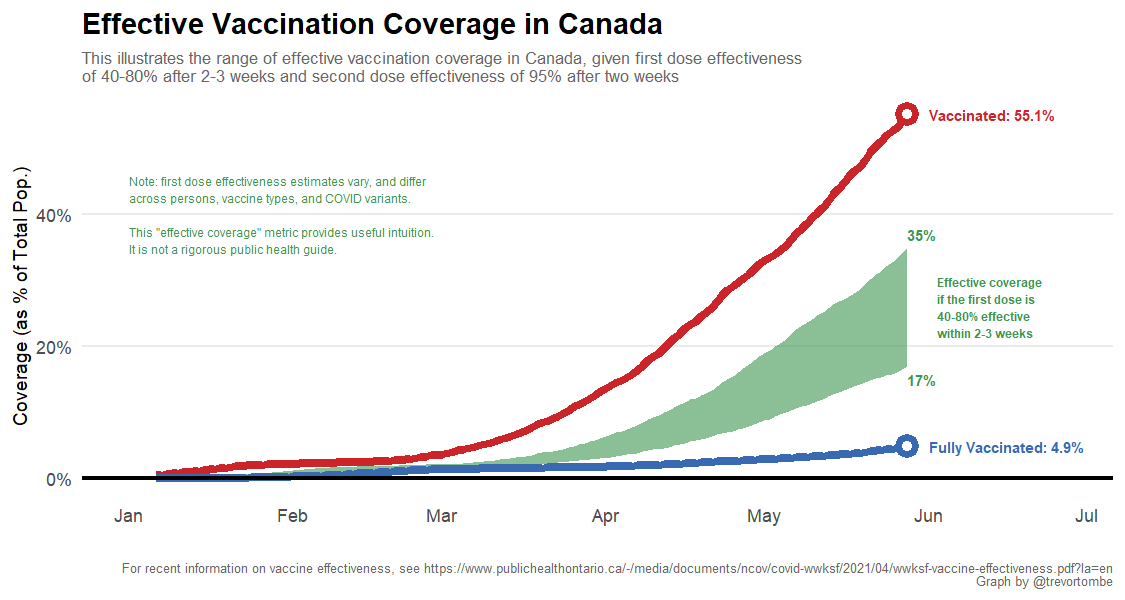 Effective Vaccination Coverage in Canada
This illustrates the range of effective vaccination coverage in Canada, given first dose effectiveness
of 40-80% after 2-3 weeks and second dose effectiveness of 95% after two weeks
Vaccinated: 55.1%
Note: first dose effectiveness estimates vary, and differ
across persons, vaccine types, and COVID variants.
This "effective coverage" metric provides useful intuition.
It is not a rigorous public health guide.
Coverage (as % of Total Pop.)
40%
20%
0%
35%
Effective coverage
if the first dose is
40-80% effective
within 2-3 weeks
17%
Fully Vaccinated: 4.9%
Jan Feb Mar Apr May Jun Jul
For recent information on vaccine effectiveness, see https://www.publichealthontario.ca/-/media/documents/ncov/covid-wwksf/2021/04/wwksf-vaccine-effectiveness.pdf?la=en
Graph by @trevortombe